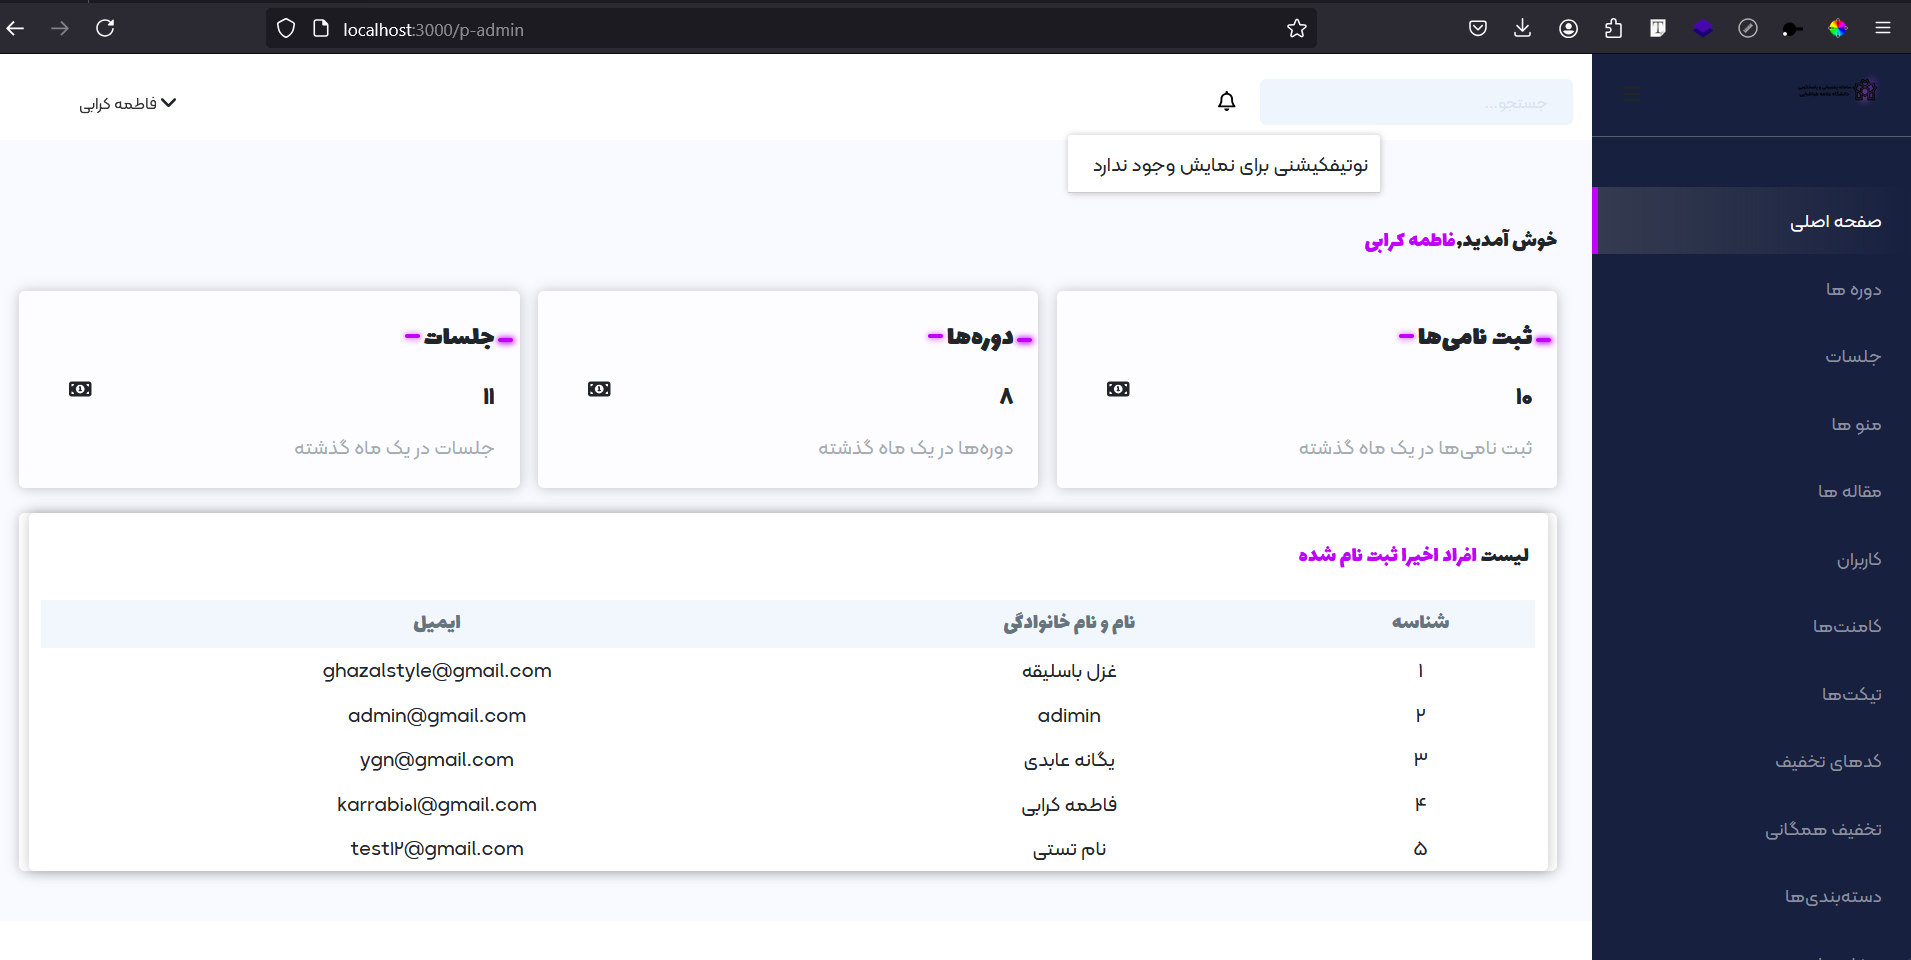 localhost:3000/p-admin
جستجو...
فاطمه کرابی
نوتیفکیشنی برای نمایش وجود ندارد
صفحه اصلی
دوره ها
جلسات
منو ها
مقاله ها
کاربران
کامنت‌ها
تیکت‌ها
کدهای تخفیف
تخفیف همگانی
دسته‌بندی‌ها
خوش آمدید,فاطمه کرابی
ثبت نامی‌ها
۱۰
ثبت نامی‌ها در یک ماه گذشته
دوره‌ها
۸
دوره‌ها در یک ماه گذشته
جلسات
۱۱
جلسات در یک ماه گذشته
لیست افراد اخیرا ثبت نام شده
شناسه نام و نام خانوادگی ایمیل
۱ غزل باسلیقه ghazalstyle@gmail.com
۲ adimin admin@gmail.com
۳ یگانه عابدی ygn@gmail.com
۴ فاطمه کرابی karrabi۰۱@gmail.com
۵ نام تستی test۱۲@gmail.com